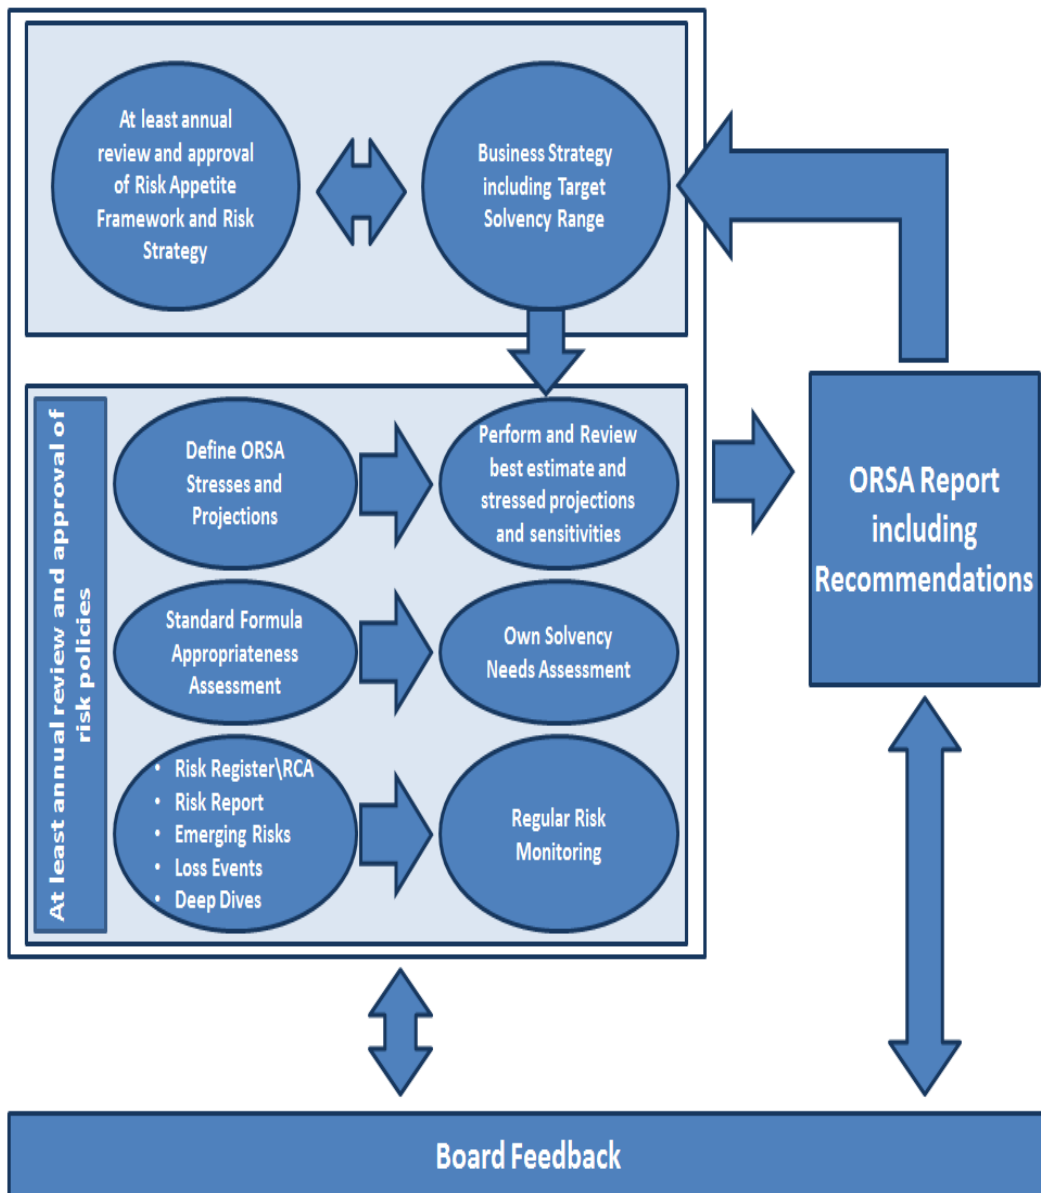 At least annual
review and approval
of Risk Appetite
Framework and Risk
Strategy
Business Strategy
including Target
Solvency Range
At least annual review and approval of
risk policies
Define ORSA
Stresses and
Projections
Perform and Review
best estimate and
stressed projections
and sensitivities
Standard Formula
Appropriateness
Assessment
Own Solvency
Needs Assessment
• Risk Register\RCA
• Risk Report
• Emerging Risks
• Loss Events
• Deep Dives
Regular Risk
Monitoring
ORSA Report
including
Recommendations
Board Feedback